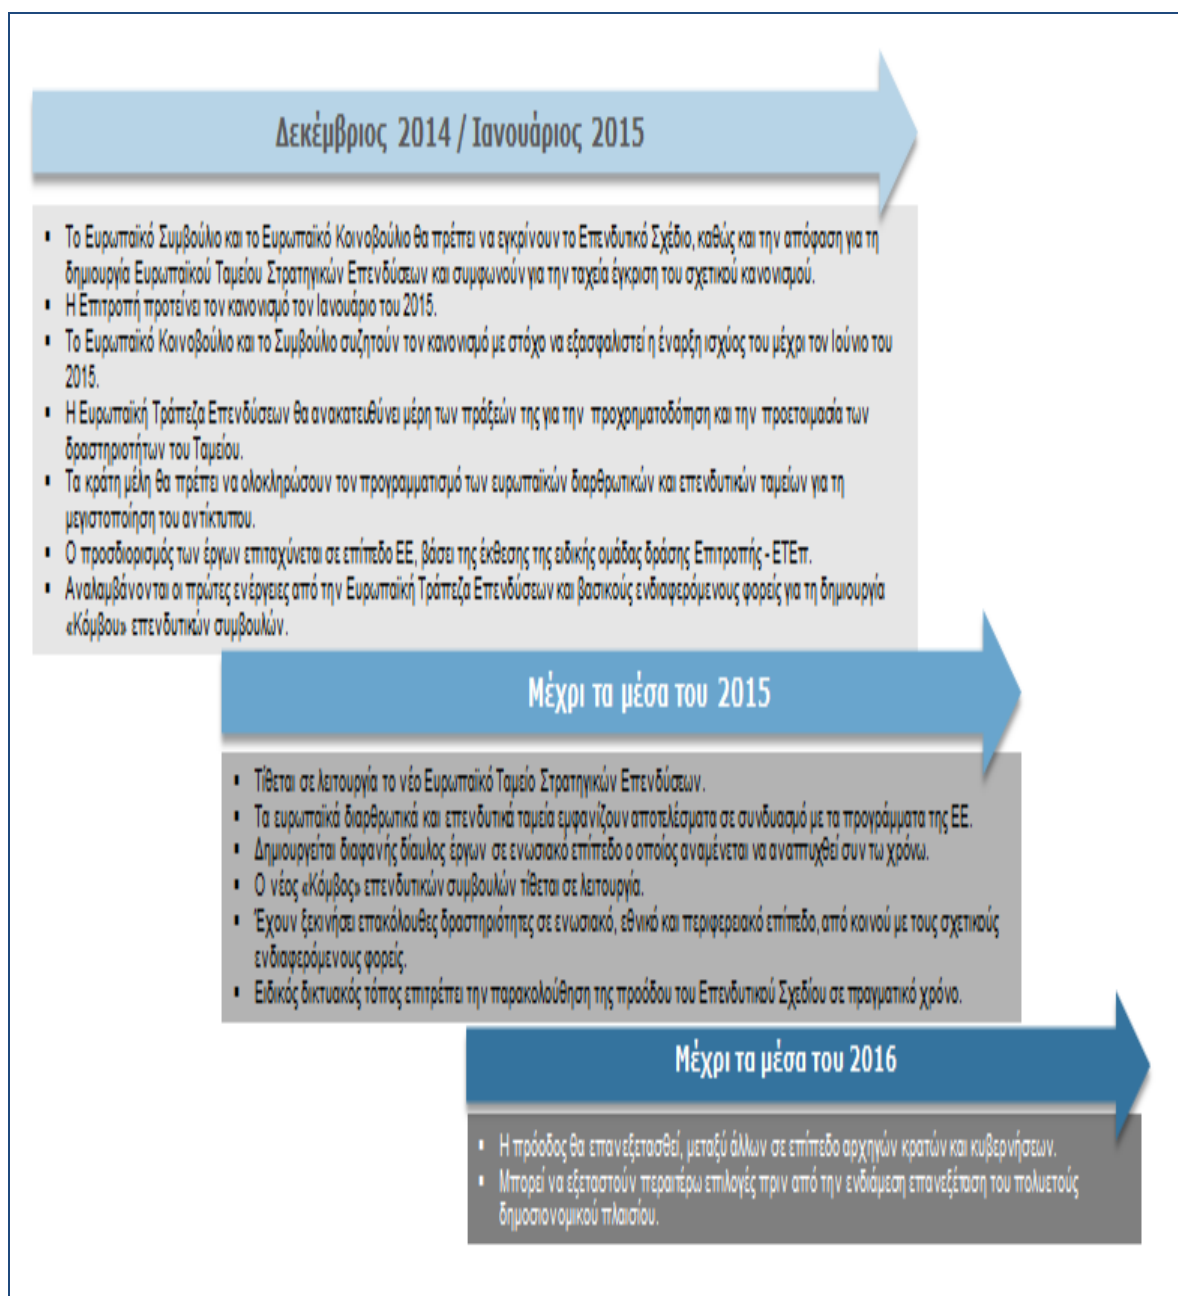 Δεκέμβριος 2014 / Ιανουάριος 2015
▪ Το Ευρωπαϊκό Συμβούλιο και το Ευρωπαϊκό Κοινοβούλιο θα πρέπει να εγκρίνουν το Επενδυτικό Σχέδιο, καθώς και την απόφαση για τη
δημιουργία Ευρωπαϊκού Ταμείου Στρατηγικών Επενδύσεων και συμφωνούν για την ταχεία έγκριση του σχετικού κανονισμού.
▪ Η Επιτροπή προτείνει τον κανονισμό τον Ιανουάριο του 2015.
▪ Το Ευρωπαϊκό Κοινοβούλιο και το Συμβούλιο συζητούν τον κανονισμό με στόχο να εξασφαλιστεί η έναρξη ισχύος του μέχρι τον Ιούνιο του
2015.
▪ Η Ευρωπαϊκή Τράπεζα Επενδύσεων θα ανακατευθύνει μέρη των πράξεών της για την προχρηματοδότηση και την προετοιμασία των
δραστηριοτήτων του Ταμείου.
▪ Τα κράτη μέλη θα πρέπει να ολοκληρώσουν τον προγραμματισμό των ευρωπαϊκών διαρθρωτικών και επενδυτικών ταμείων για τη
μεγιστοποίηση του αντίκτυπου.
▪ Ο προσδιορισμός των έργων επιταχύνεται σε επίπεδο ΕΕ, βάσει της έκθεσης της ειδικής ομάδας δράσης Επιτροπής - ΕΤΕπ.
▪ Αναλαμβάνονται οι πρώτες ενέργειες από την Ευρωπαϊκή Τράπεζα Επενδύσεων και βασικούς ενδιαφερόμενους φορείς για τη δημιουργία
«Κόμβου» επενδυτικών συμβουλών.
Μέχρι τα μέσα του 2015
▪ Τίθεται σε λειτουργία το νέο Ευρωπαϊκό Ταμείο Στρατηγικών Επενδύσεων.
▪ Τα ευρωπαϊκά διαρθρωτικά και επενδυτικά ταμεία εμφανίζουν αποτελέσματα σε συνδυασμό με τα προγράμματα της ΕΕ.
▪ Δημιουργείται διαφανής δίαυλος έργων σε ενωσιακό επίπεδο ο οποίος αναμένεται να αναπτυχθεί συν τω χρόνω.
▪ Ο νέος «Κόμβος» επενδυτικών συμβουλών τίθεται σε λειτουργία.
▪ Έχουν ξεκινήσει επακόλουθες δραστηριότητες σε ενωσιακό, εθνικό και περιφερειακό επίπεδο, από κοινού με τους σχετικούς
ενδιαφερόμενους φορείς.
▪ Ειδικός δικτυακός τόπος επιτρέπει την παρακολούθηση της προόδου του Επενδυτικού Σχεδίου σε πραγματικό χρόνο.
Μέχρι τα μέσα του 2016
▪ Η πρόοδος θα επανεξετασθεί, μεταξύ άλλων σε επίπεδο αρχηγών κρατών και κυβερνήσεων.
▪ Μπορεί να εξεταστούν περαιτέρω επιλογές πριν από την ενδιάμεση επανεξέταση του πολυετούς
δημοσιονομικού πλαισίου.